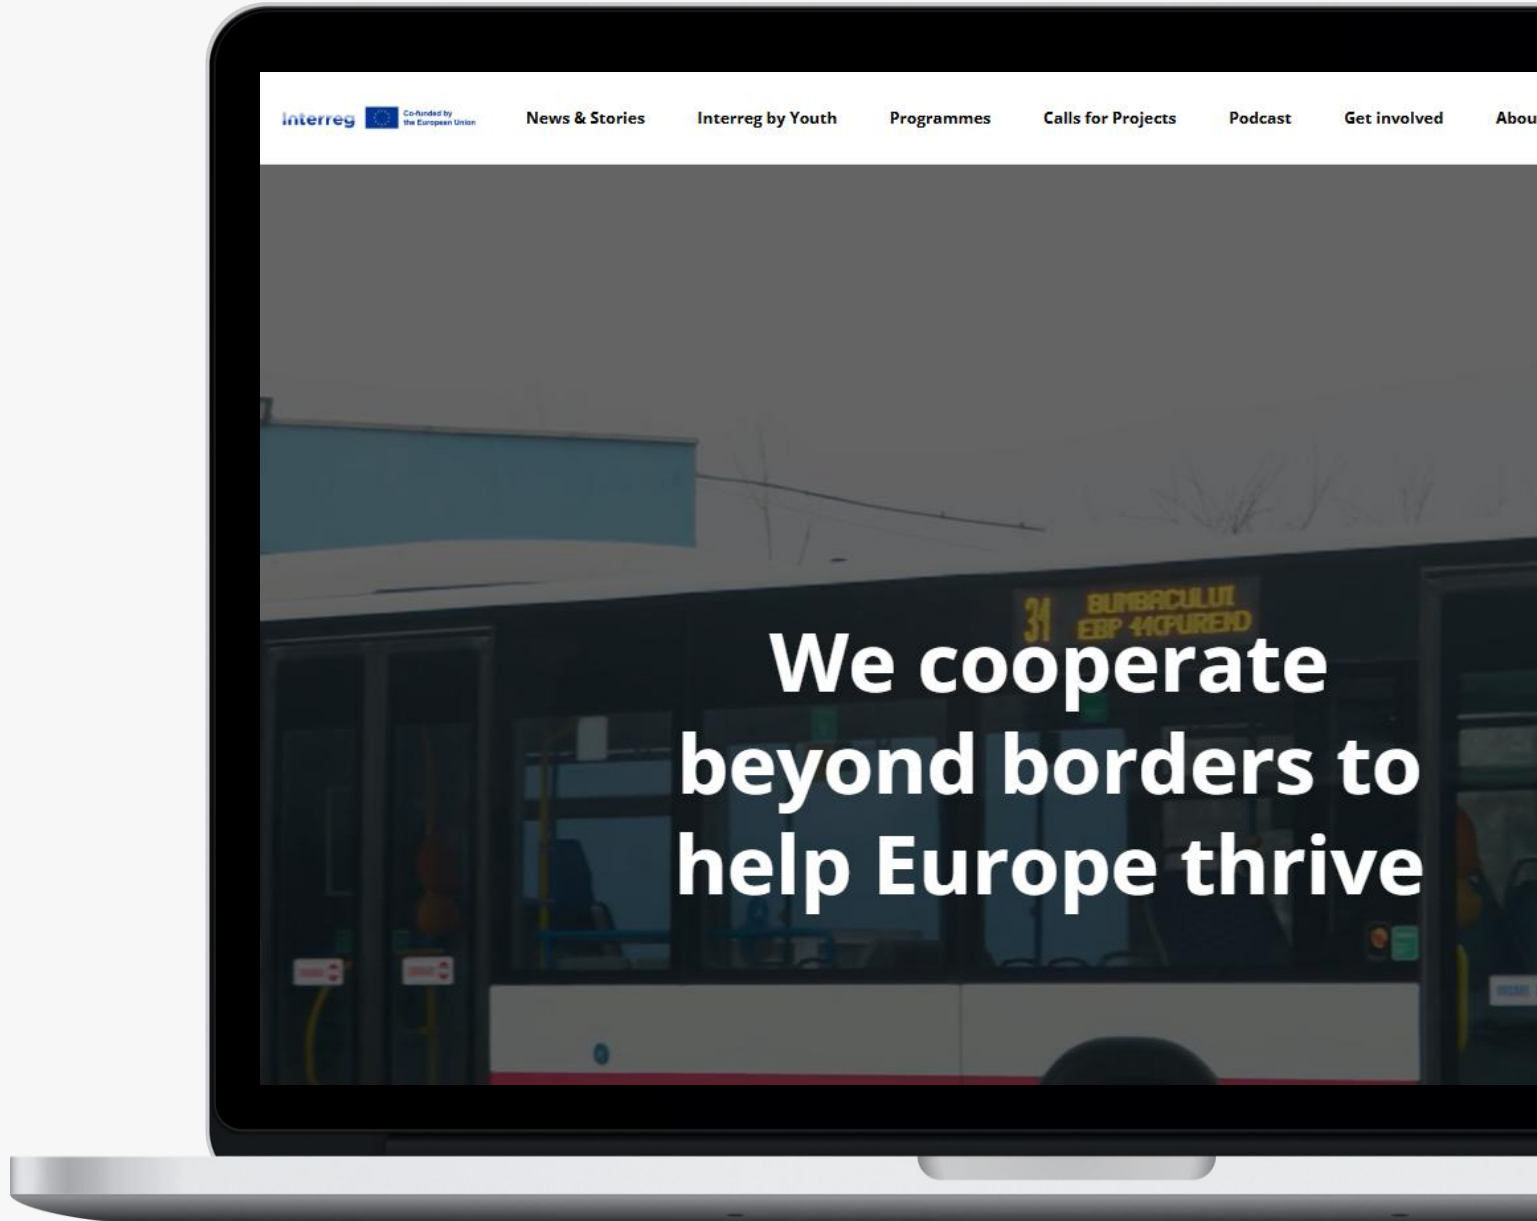 Interreg
Co-funded by
the European Union
News & Stories
Interreg by Youth
Programmes
Calls for Projects
Podcast
Get involved
Abou
31 BUMBACULUI
We cooperate
beyond borders to
help Europe thrive